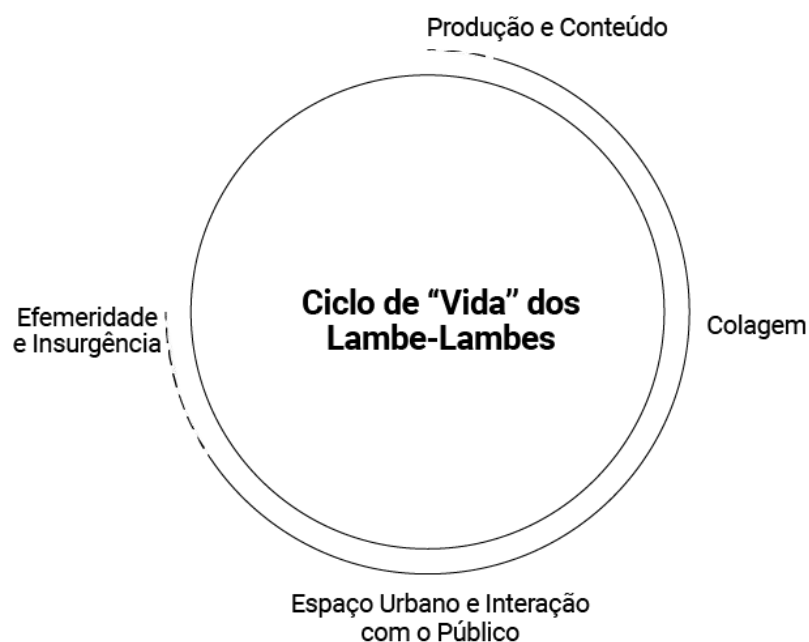 Produção e Conteúdo
Ciclo de “Vida” dos
Lambe-Lambes
Colagem
Espaço Urbano e Interação
com o Público
Efemeridade
e Insurgência